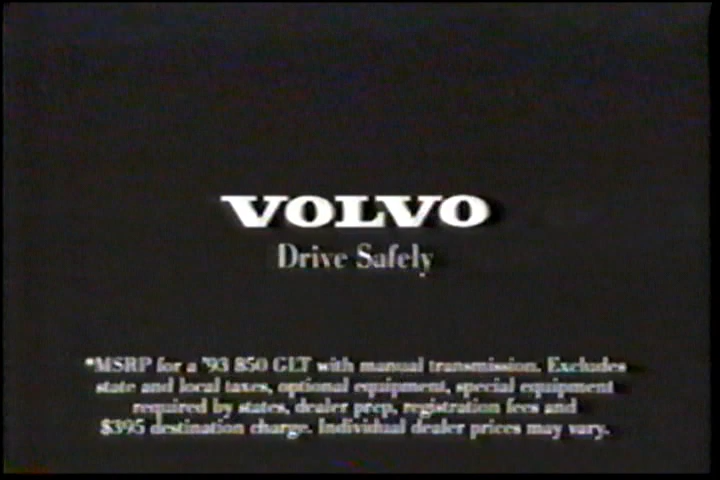 VOLVO
Drive Safely
*MSRP for a '93 850 GLT with manual transmission. Excludes
state and local taxes, optional equipment, special equipment
required by states, dealer prep, registration fees and
$395 destination charge. Individual dealer prices may vary.